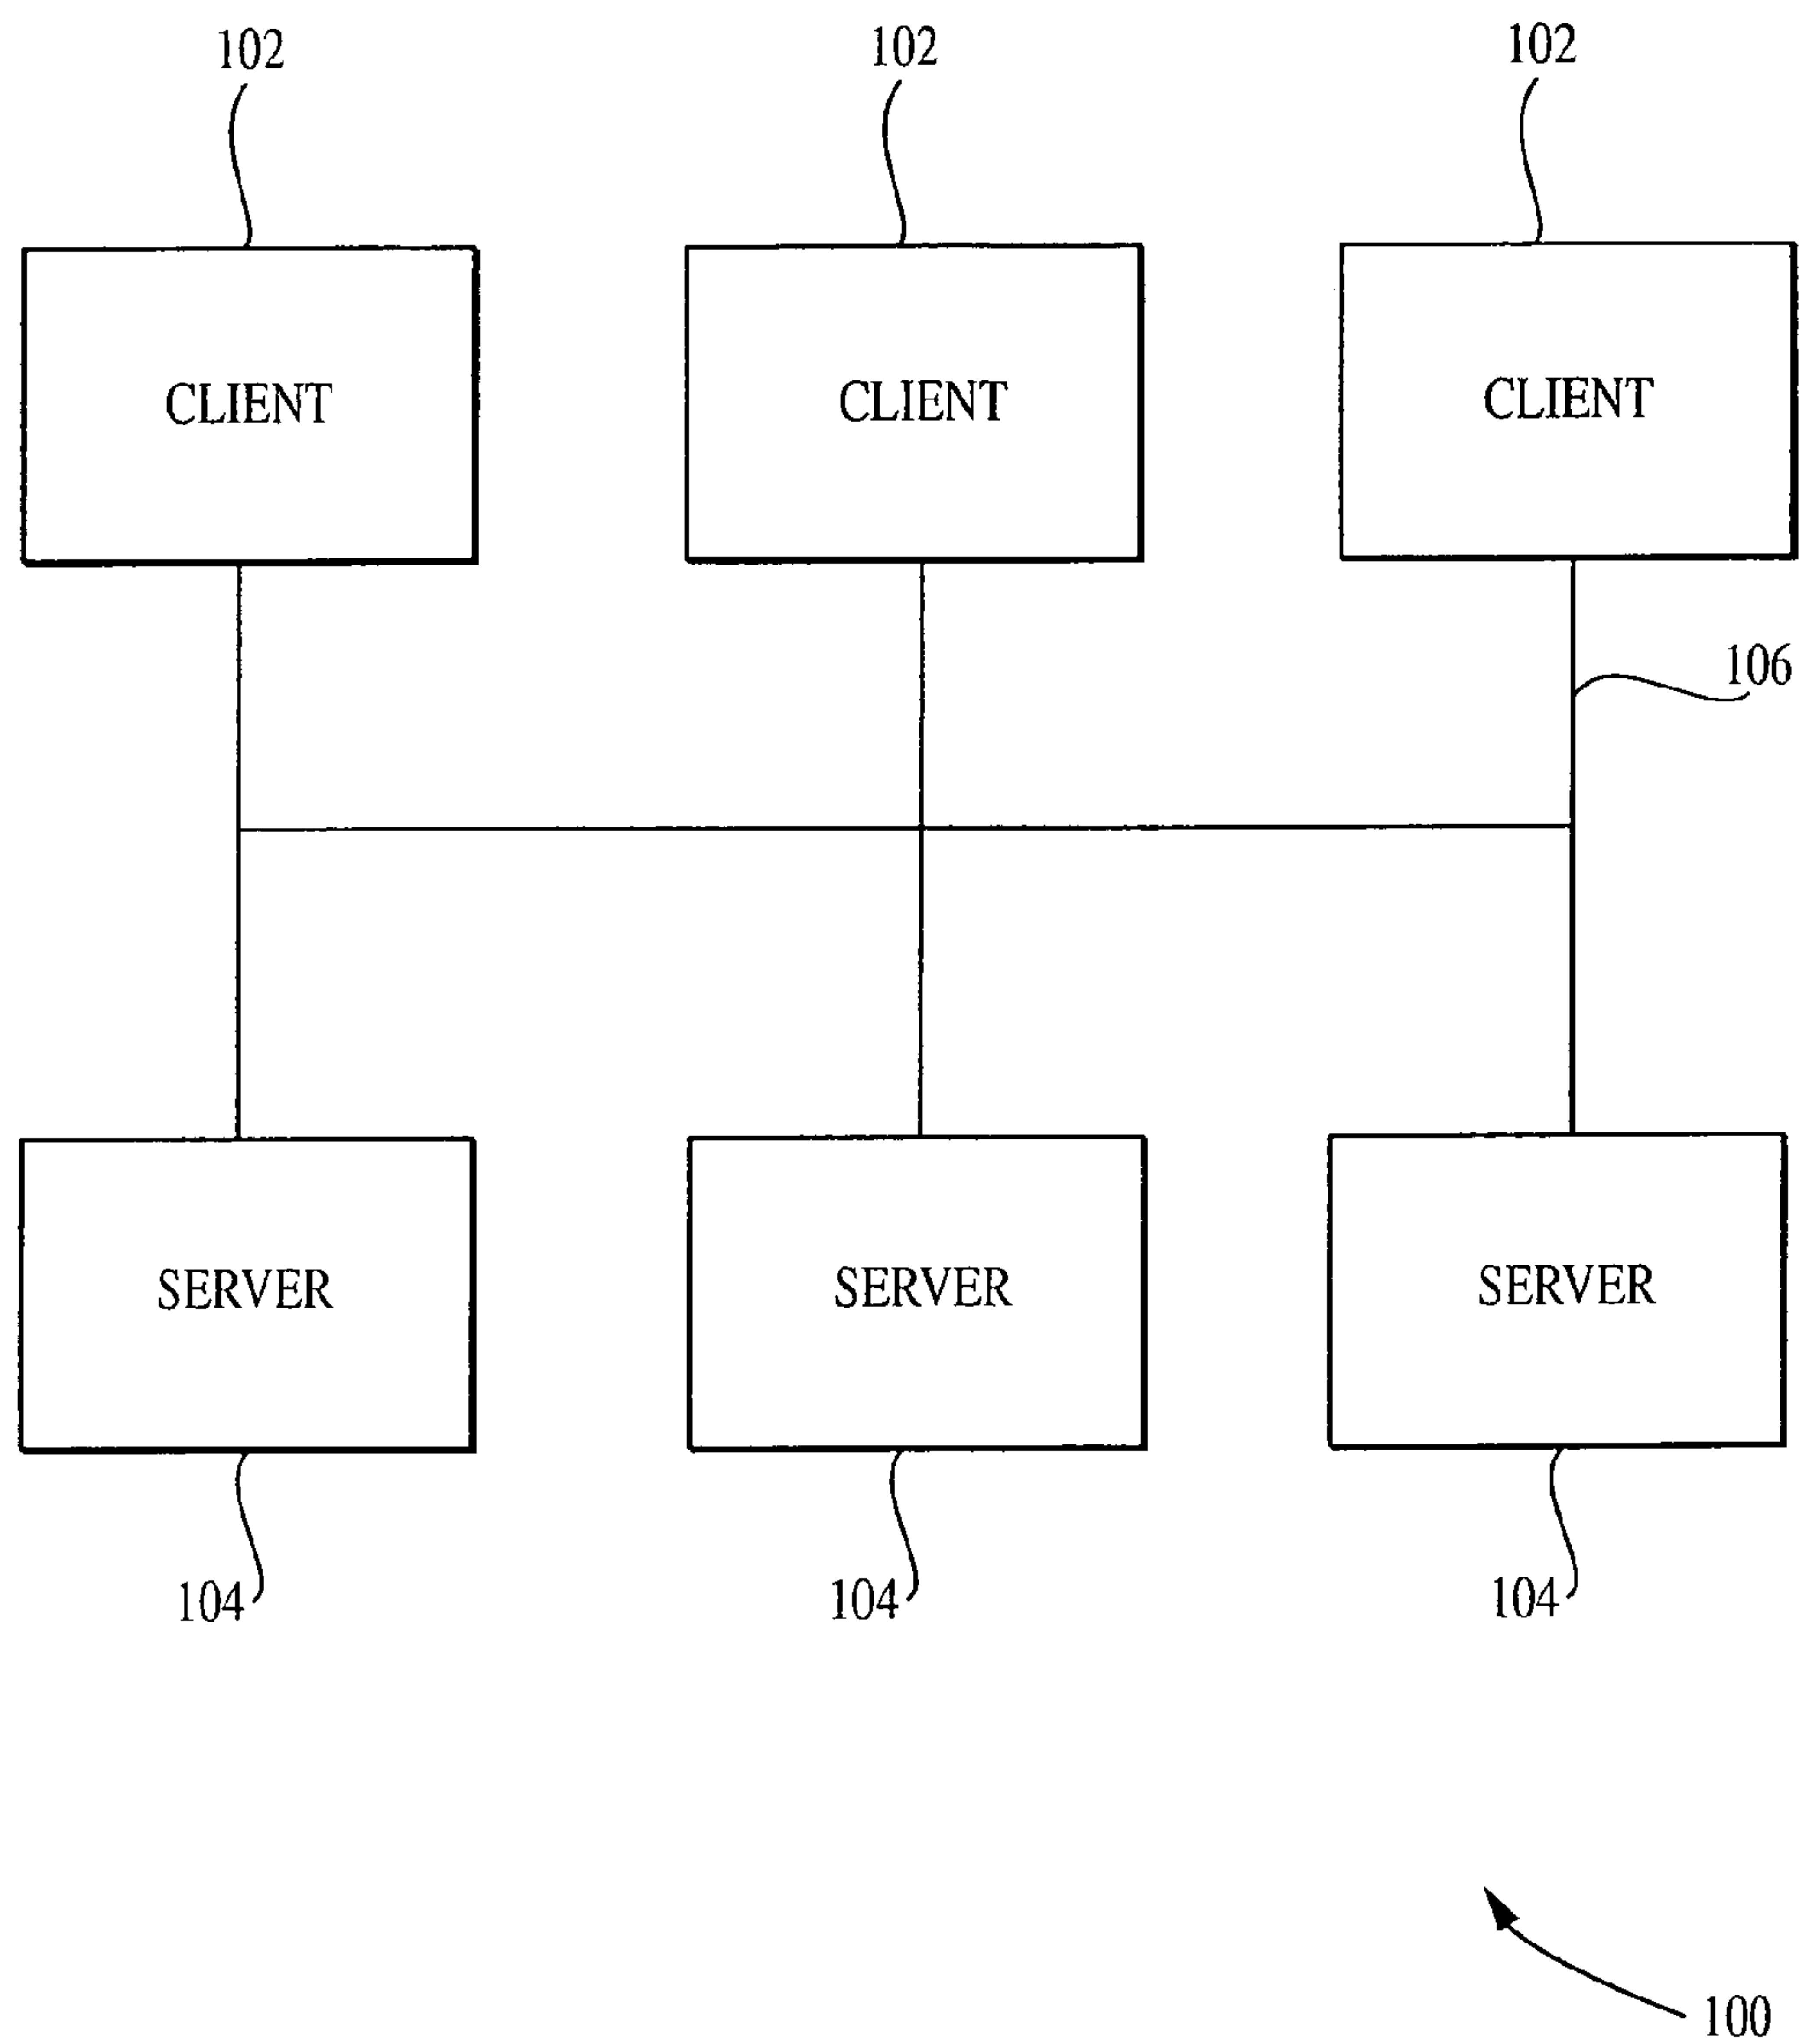 102 102 102
CLIENT CLIENT CLIENT
106
SERVER SERVER SERVER
104 104 104
100